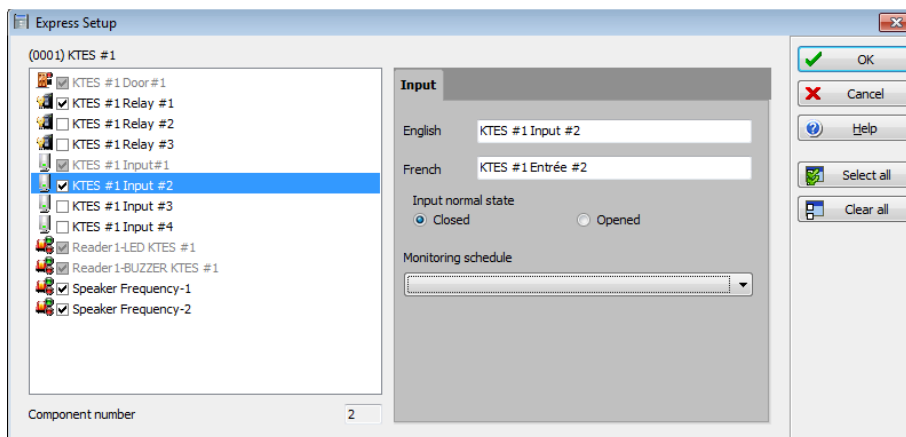 Express Setup
(0001) KTES #1
KTES #1 Door#1
KTES #1 Relay #1
KTES #1 Relay #2
KTES #1 Relay #3
KTES #1 Input#1
KTES #1 Input #2
KTES #1 Input #3
KTES #1 Input #4
Reader1-LED KTES #1
Reader1-BUZZER KTES #1
Speaker Frequency-1
Speaker Frequency-2
Component number 2
Input
English KTES #1 Input #2
French KTES #1 Entrée #2
Input normal state
Closed Opened
Monitoring schedule
OK
Cancel
Help
Select all
Clear all